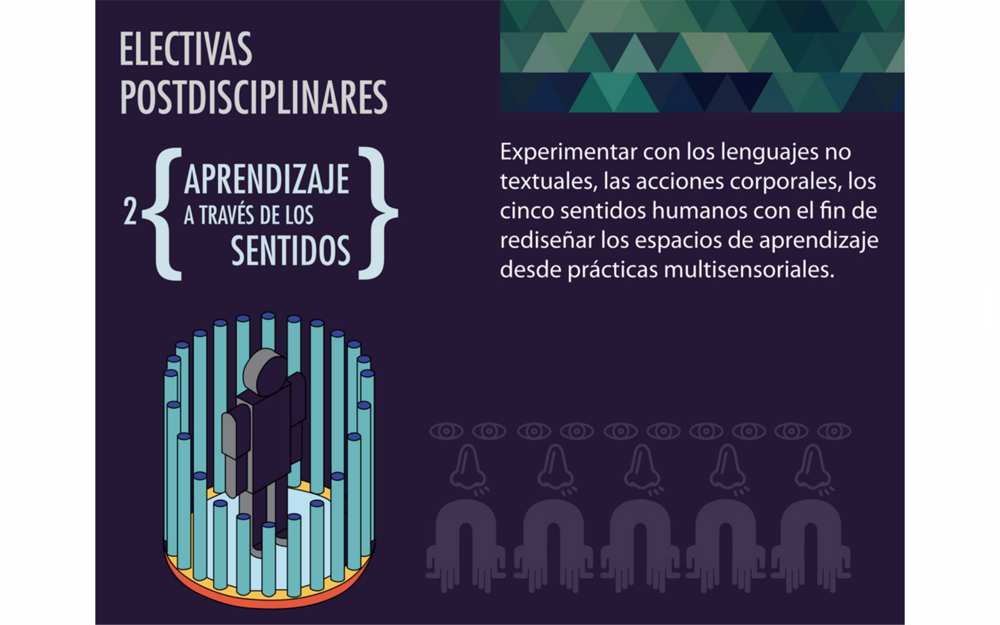 ELECTIVAS
POSTDISCIPLINARES
2 { APRENDIZAJE
A TRAVÉS DE LOS
SENTIDOS }
Experimentar con los lenguajes no
textuales, las acciones corporales, los
cinco sentidos humanos con el fin de
rediseñar los espacios de aprendizaje
desde prácticas multisensoriales.